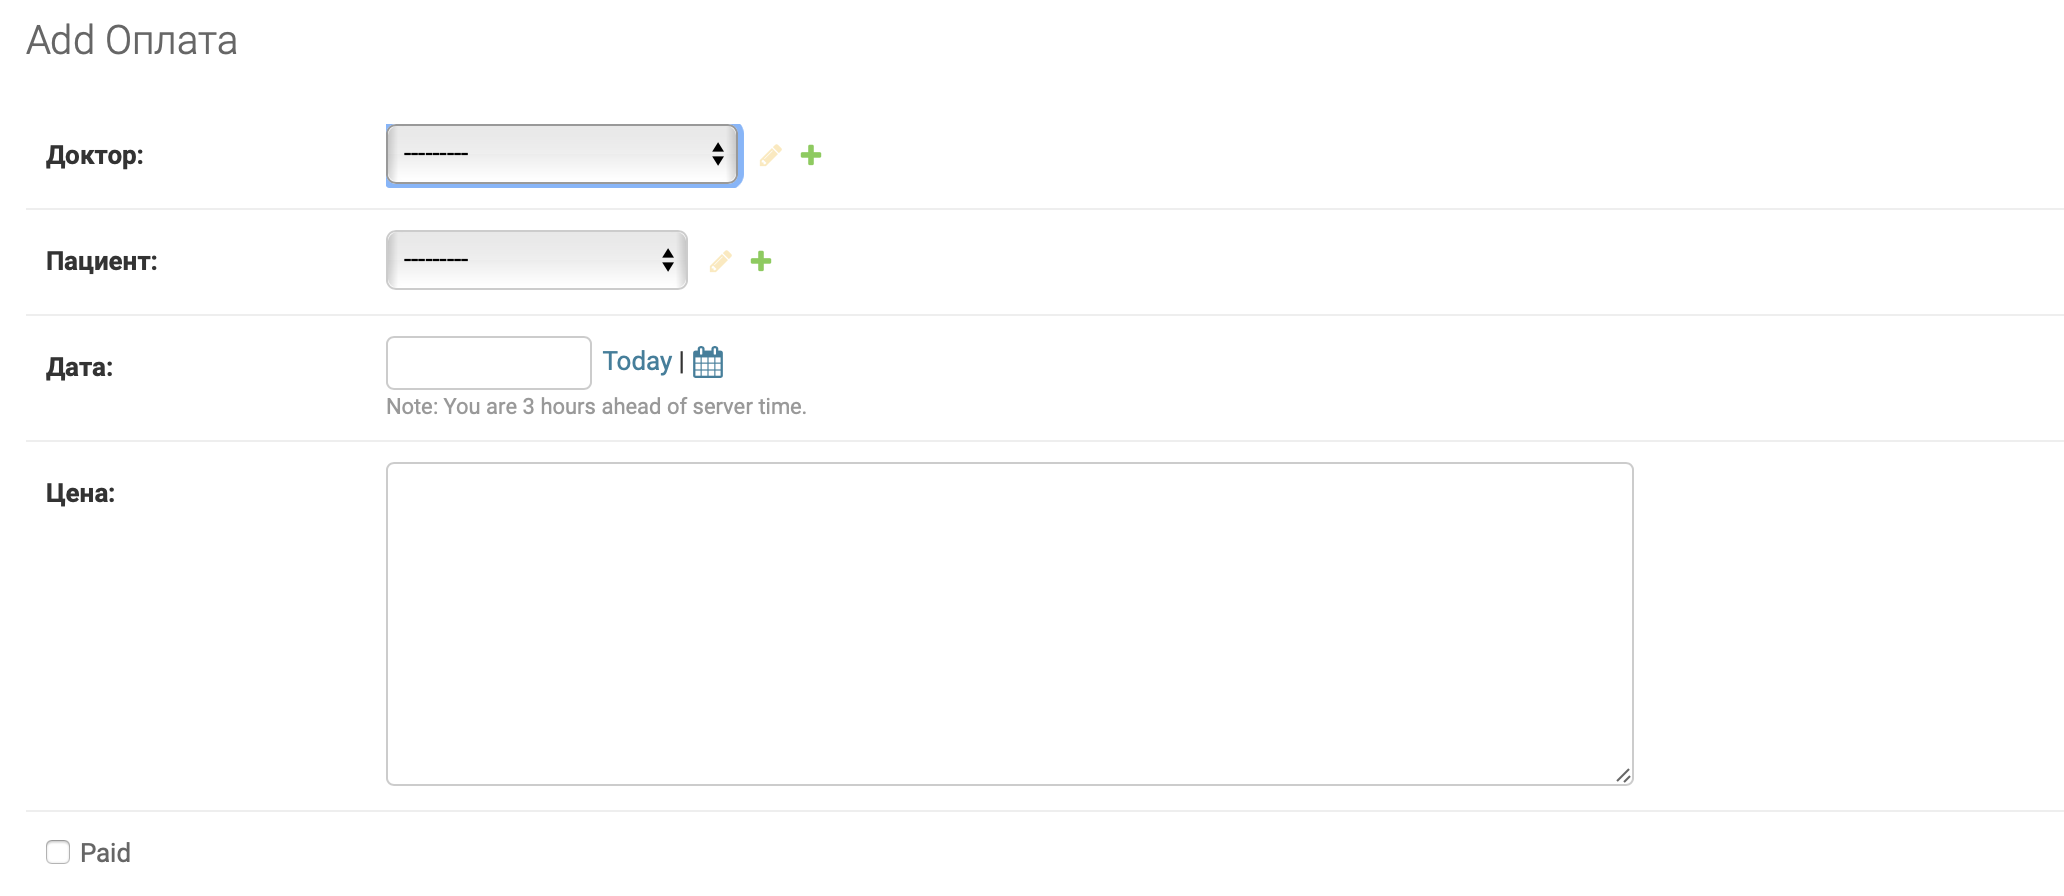 Add Оплата
Доктор: ---------
Пациент: ---------
Дата: Today |
Note: You are 3 hours ahead of server time.
Цена:
Paid